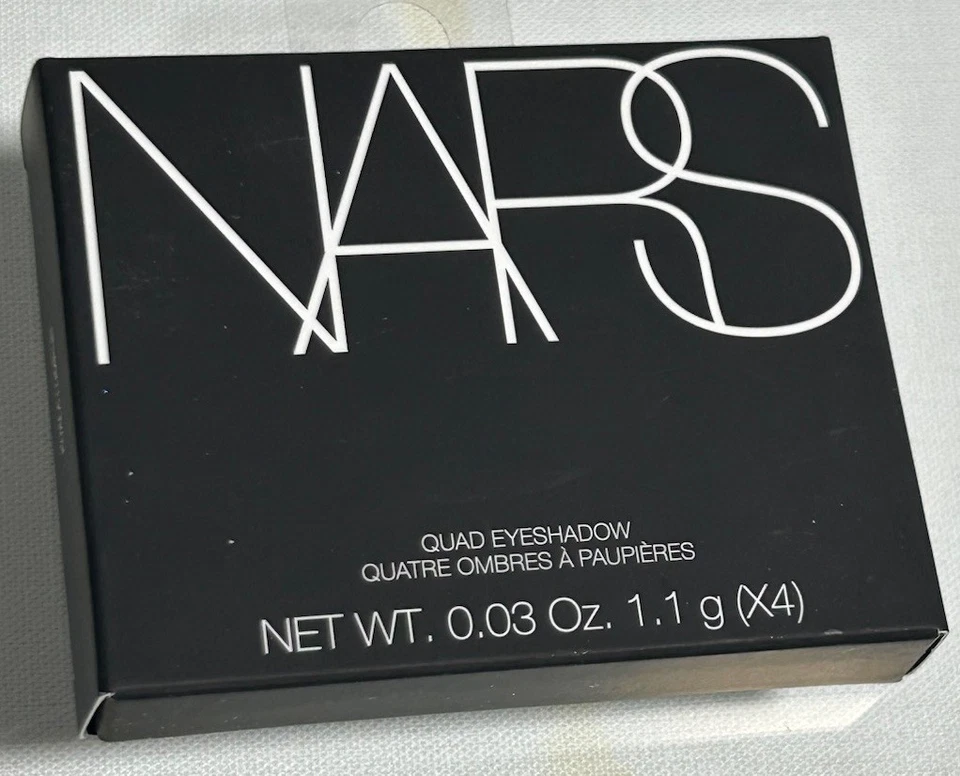 NARS
QUAD EYESHADOW
QUATRE OMBRES À PAUPIÈRES
NET WT. 0.03 Oz. 1.1 g (X4)